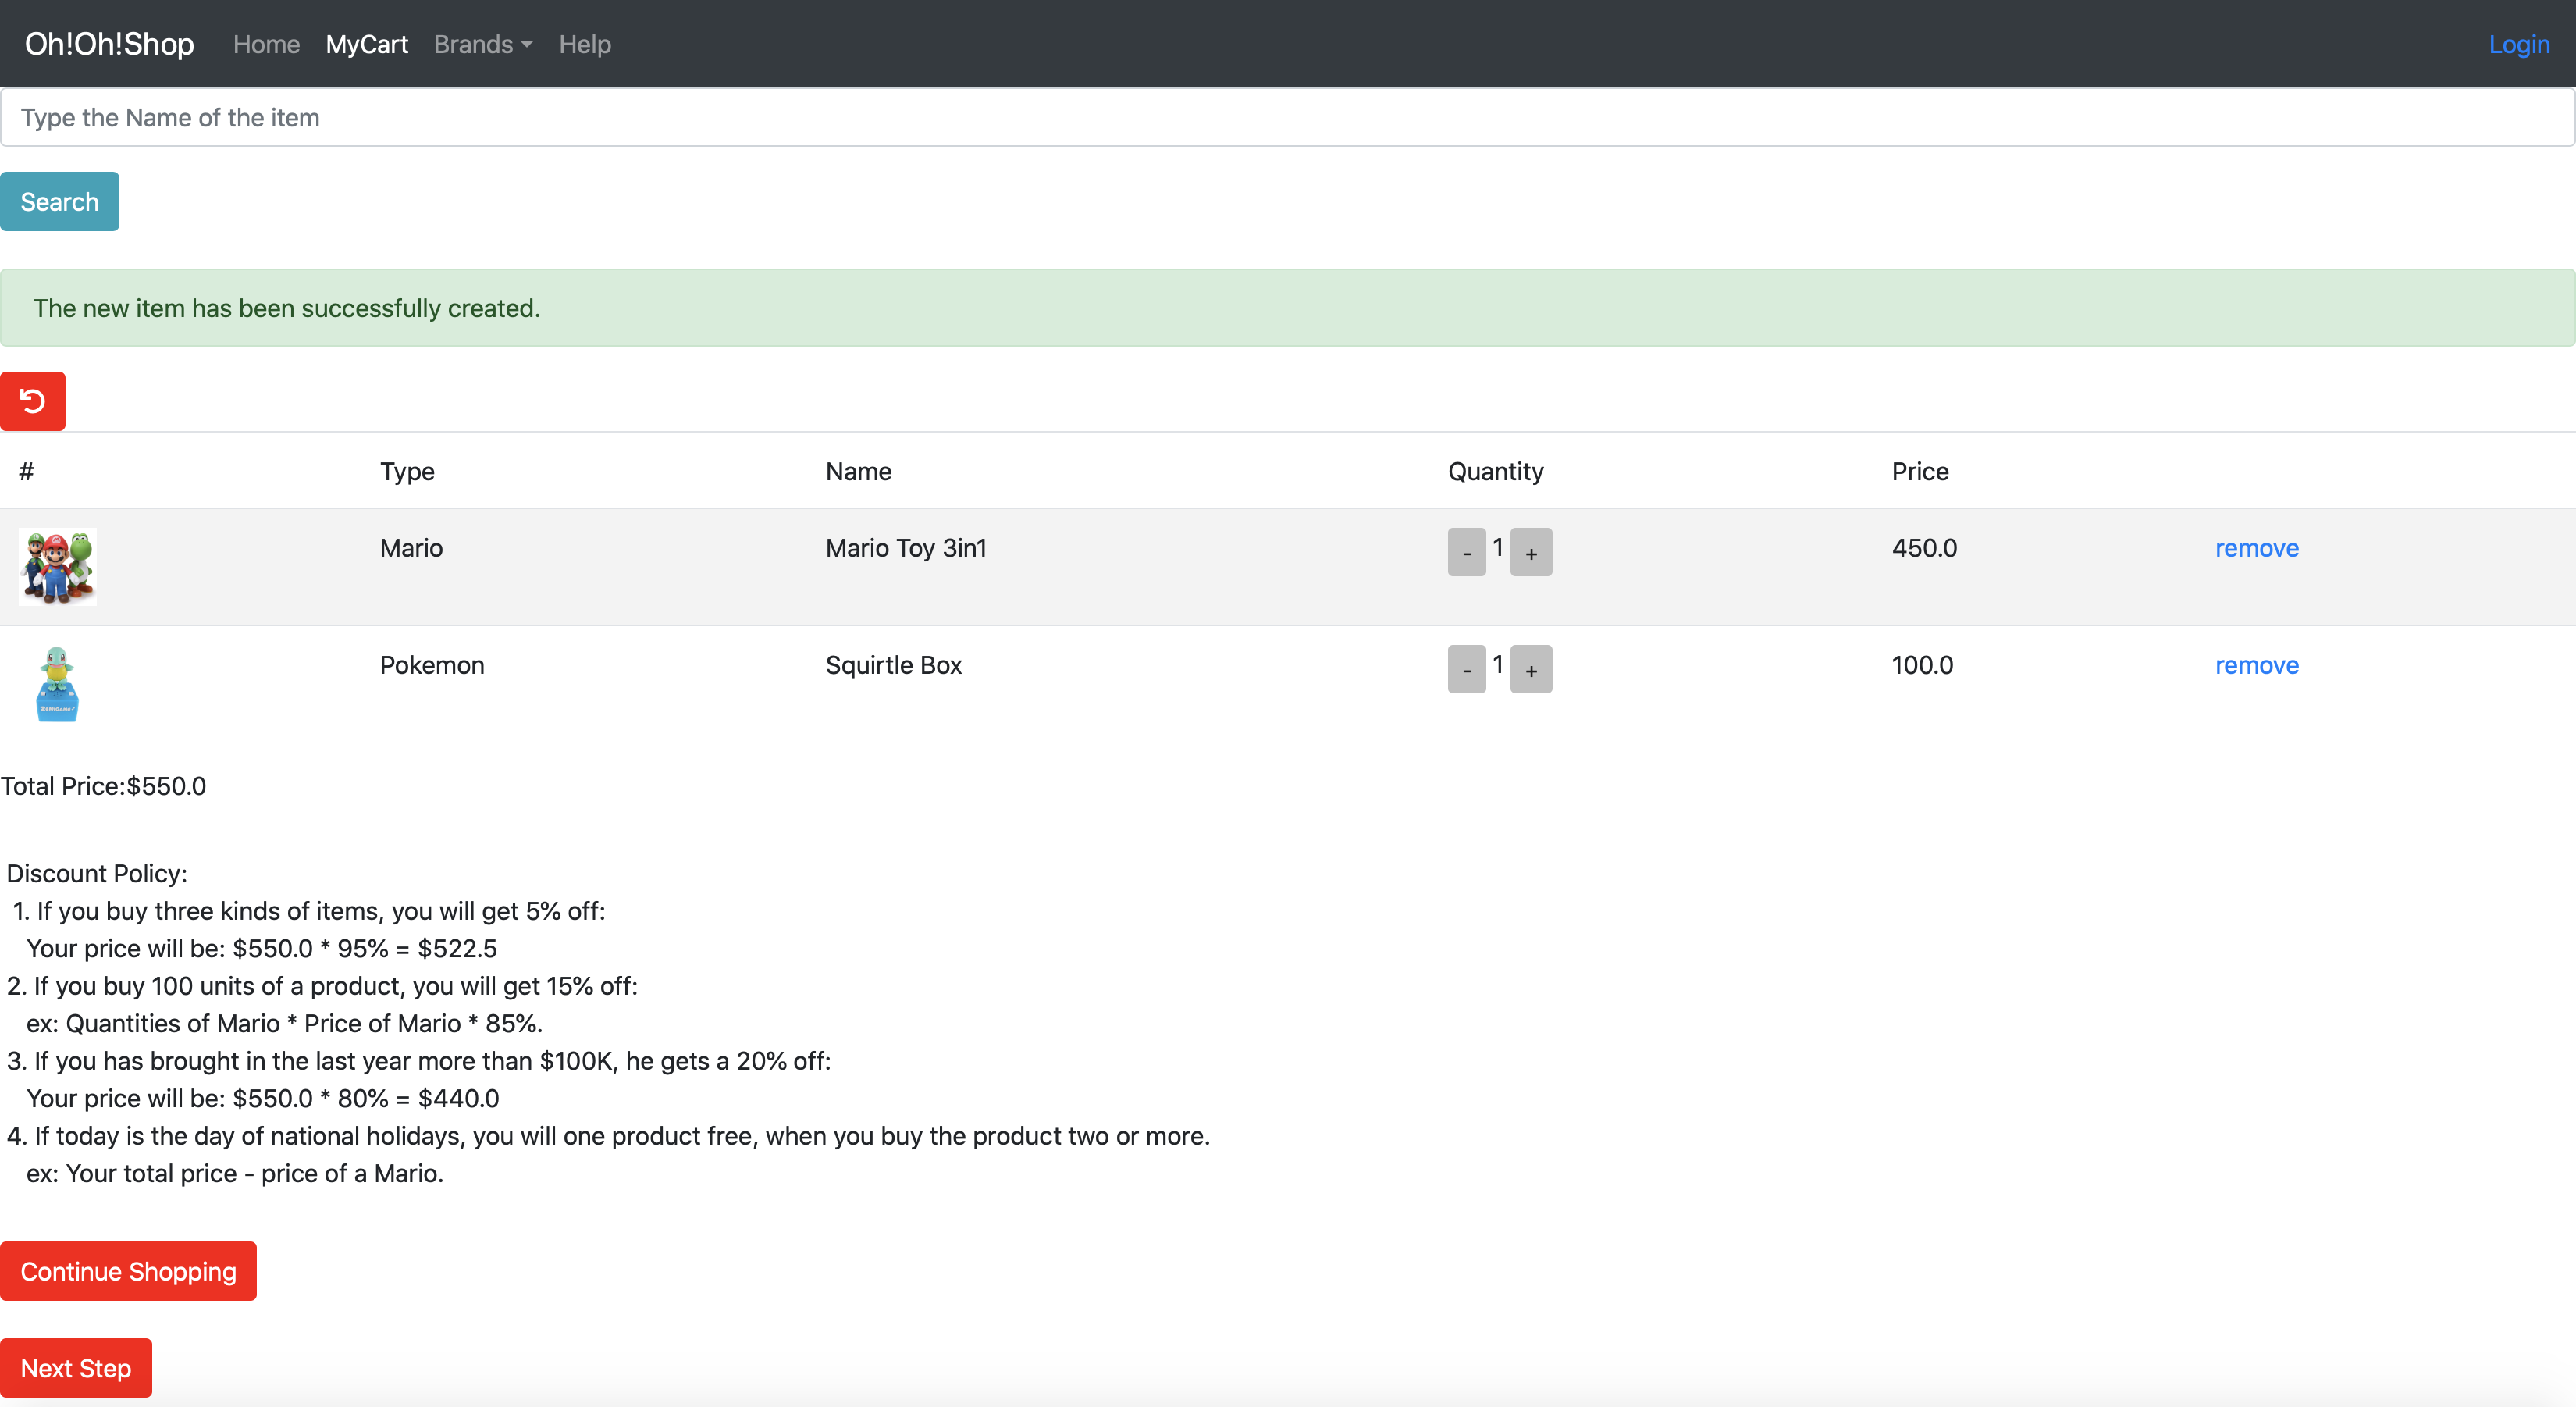 Oh!Oh!Shop Home MyCart Brands Help Login
Type the Name of the item
Search
The new item has been successfully created.
# Type Name Quantity Price
Mario Mario Toy 3in1 - 1 + 450.0 remove
Pokemon Squirtle Box - 1 + 100.0 remove
Total Price:$550.0
Discount Policy:
1. If you buy three kinds of items, you will get 5% off:
Your price will be: $550.0 * 95% = $522.5
2. If you buy 100 units of a product, you will get 15% off:
ex: Quantities of Mario * Price of Mario * 85%.
3. If you has brought in the last year more than $100K, he gets a 20% off:
Your price will be: $550.0 * 80% = $440.0
4. If today is the day of national holidays, you will one product free, when you buy the product two or more.
ex: Your total price - price of a Mario.
Continue Shopping
Next Step